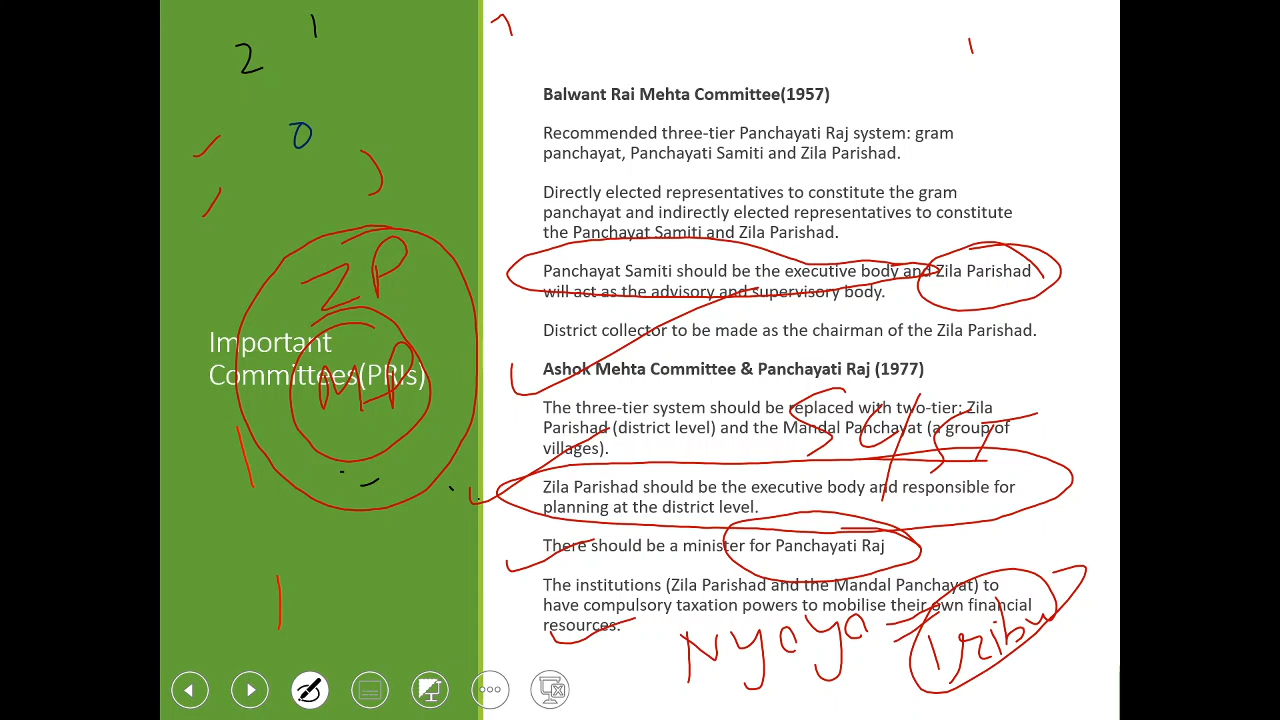 2
1
0
ZP
MP
Important
Committees(PRIs)
Balwant Rai Mehta Committee(1957)
Recommended three-tier Panchayati Raj system: gram
panchayat, Panchayati Samiti and Zila Parishad.
Directly elected representatives to constitute the gram
panchayat and indirectly elected representatives to constitute
the Panchayat Samiti and Zila Parishad.
Panchayat Samiti should be the executive body and Zila Parishad
will act as the advisory and supervisory body.
District collector to be made as the chairman of the Zila Parishad.
Ashok Mehta Committee & Panchayati Raj (1977)
The three-tier system should be replaced with two-tier: Zila
Parishad (district level) and the Mandal Panchayat (a group of
villages).
SC/ST
Zila Parishad should be the executive body and responsible for
planning at the district level.
There should be a minister for Panchayati Raj
The institutions (Zila Parishad and the Mandal Panchayat) to
have compulsory taxation powers to mobilise their own financial
resources.
Nyaya